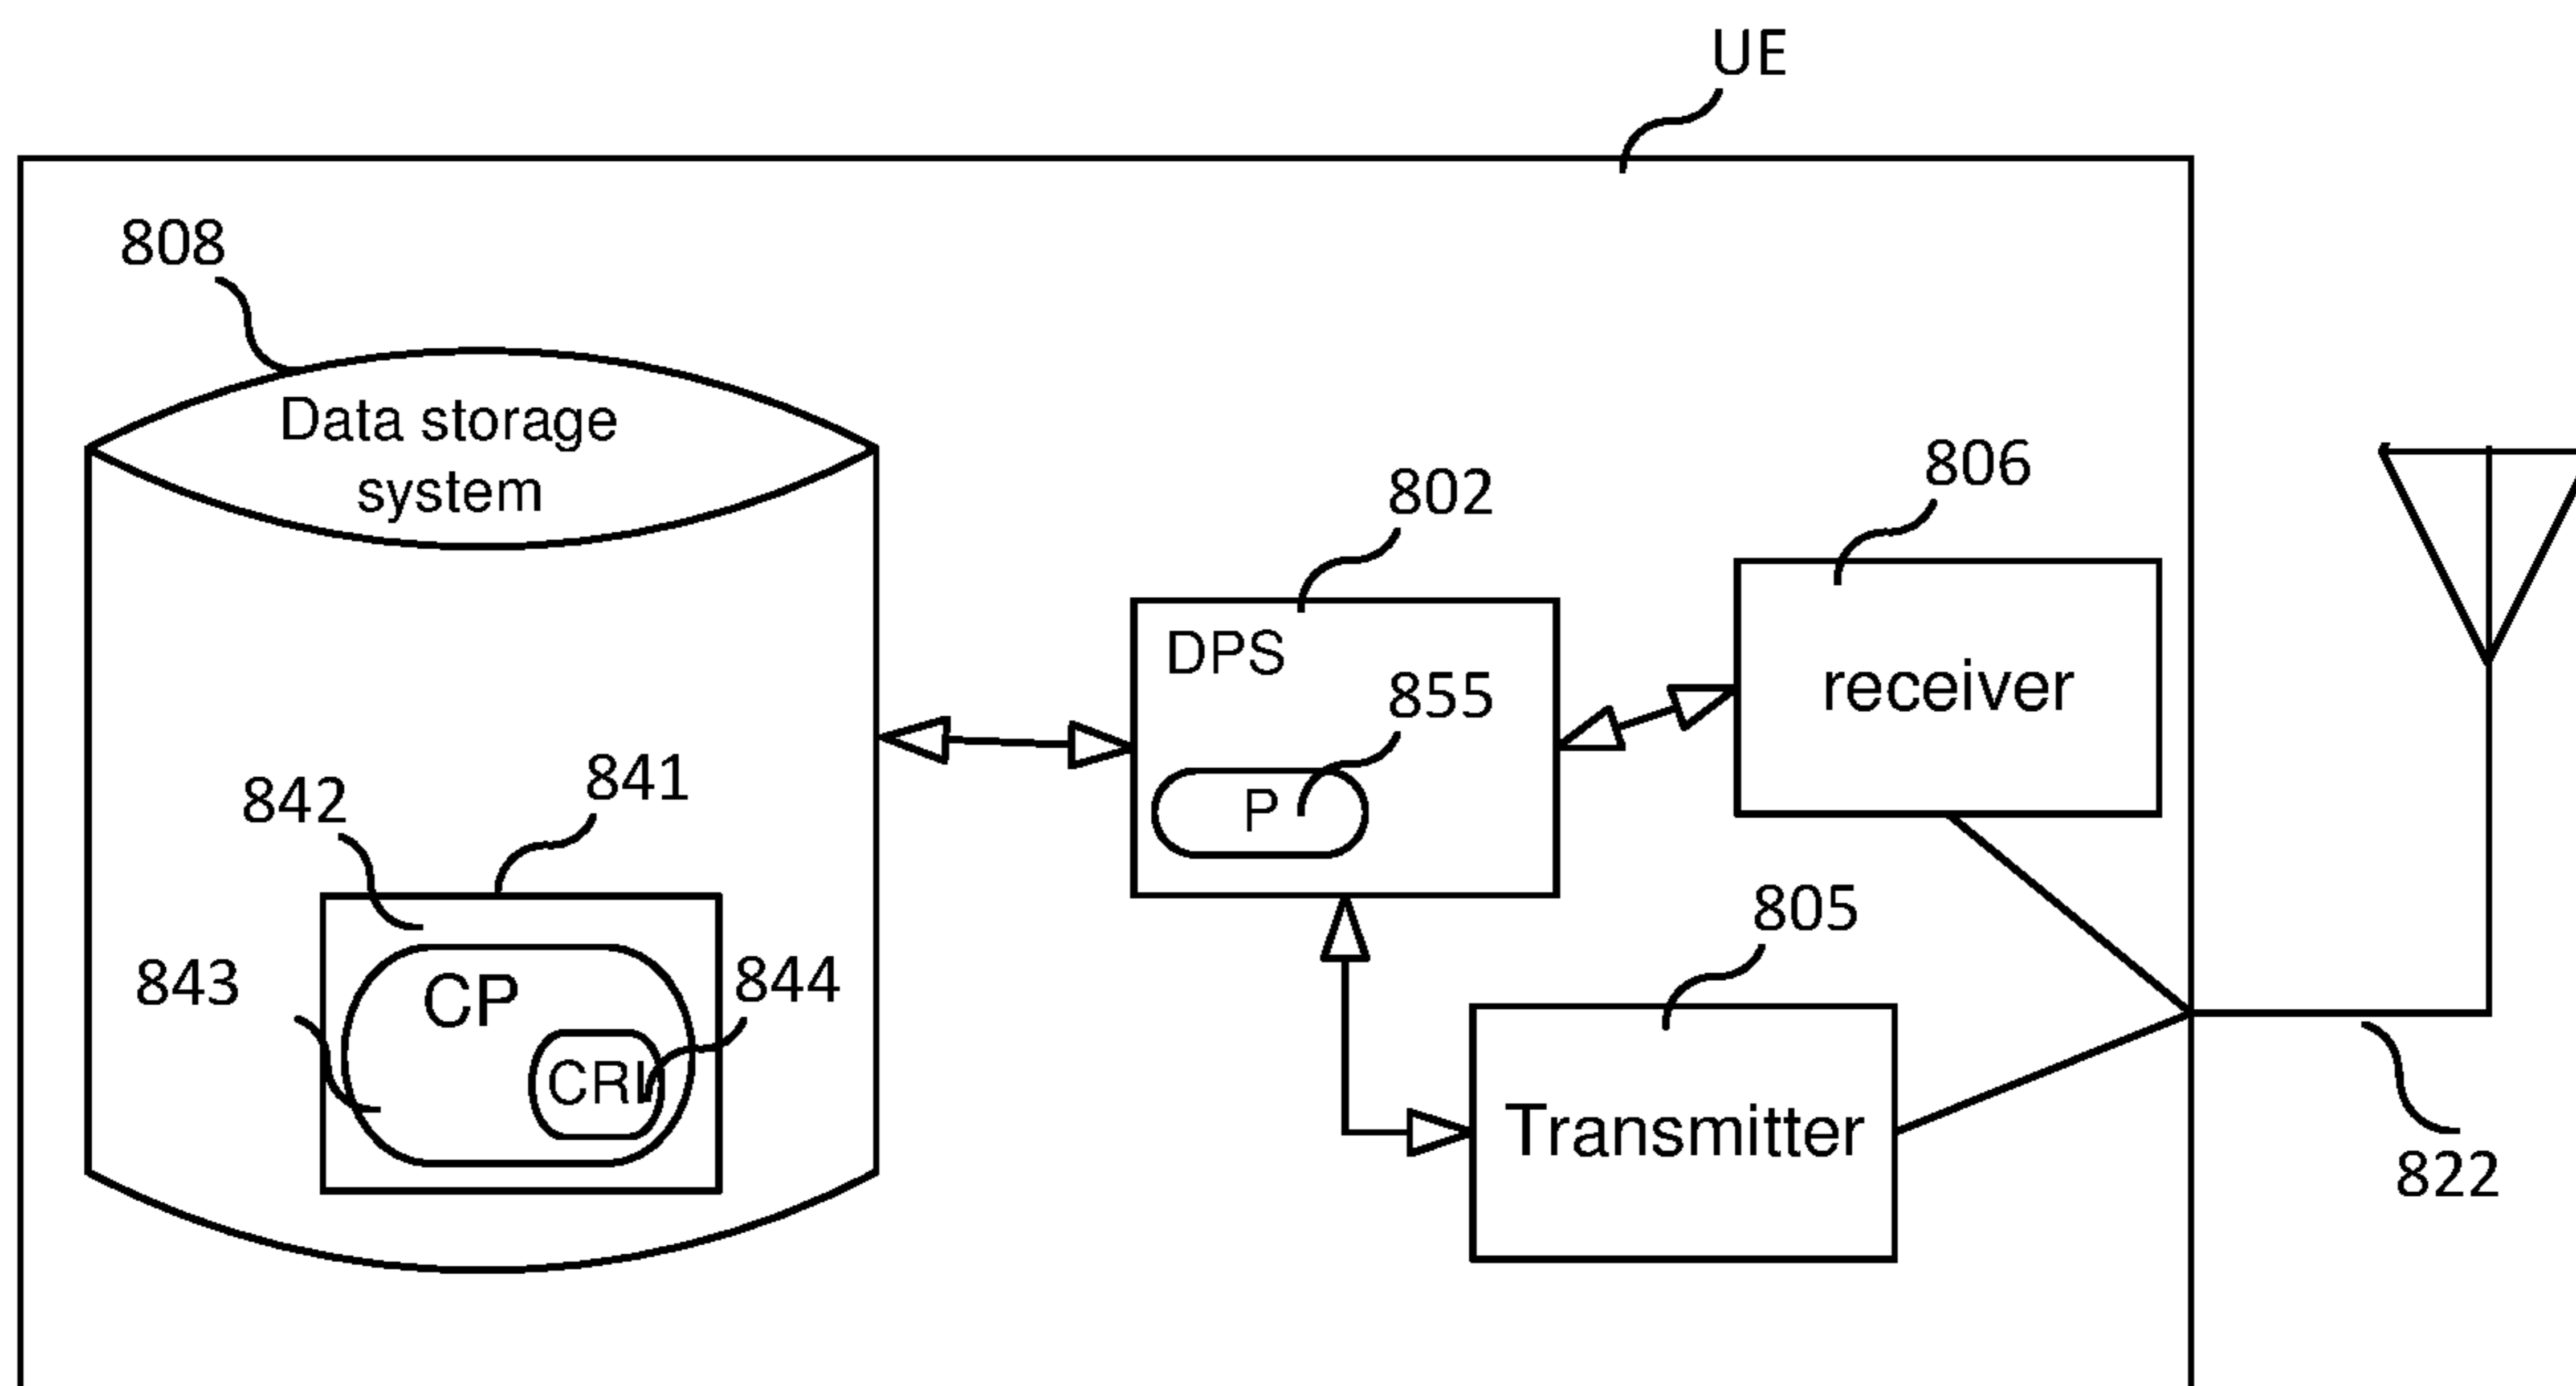 UE
808
Data storage
system
802
806
DPS
receiver
855
P
841
842
805
843
CP
844
CRI
Transmitter
822